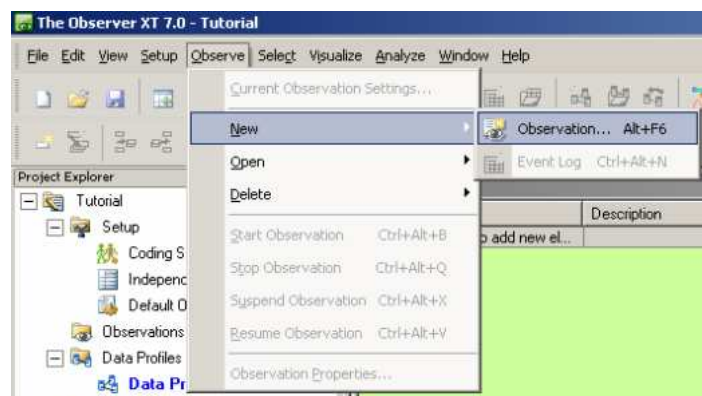 The Observer XT 7.0 - Tutorial
File Edit View Setup Observe Select Visualize Analyze Window Help
Current Observation Settings...
New
Observation... Alt+F6
Open
Event Log Ctrl+Alt+N
Project Explorer
Delete
Tutorial
Description
Setup
Start Observation Ctrl+Alt+B
o add new el...
Coding S
Stop Observation Ctrl+Alt+Q
Independ
Suspend Observation Ctrl+Alt+X
Default O
Observations
Resume Observation Ctrl+Alt+V
Data Profiles
Observation Properties...
Data Pr